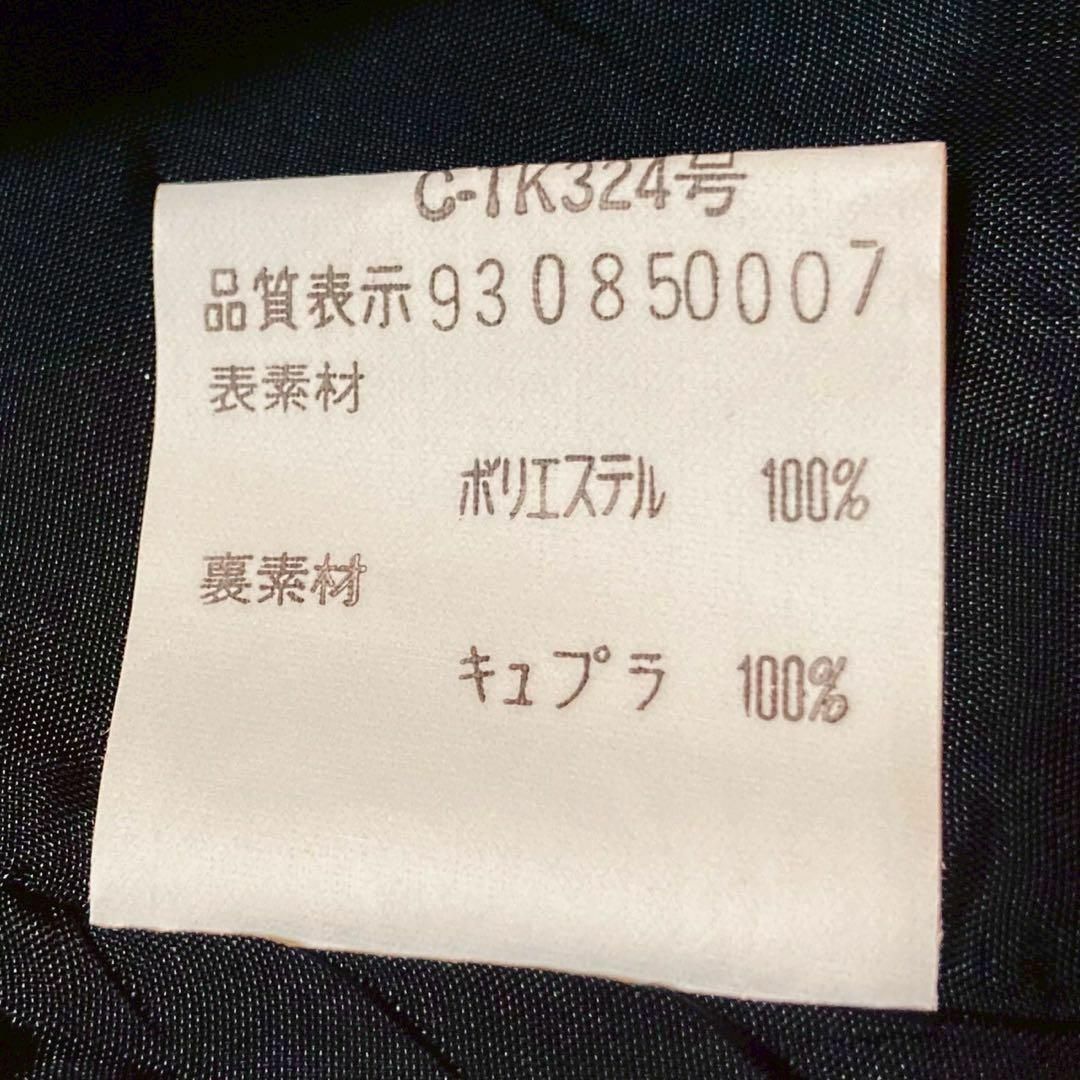 C-TK324号
品質表示930850007
表素材
ポリエステル 100%
裏素材
キュプラ 100%